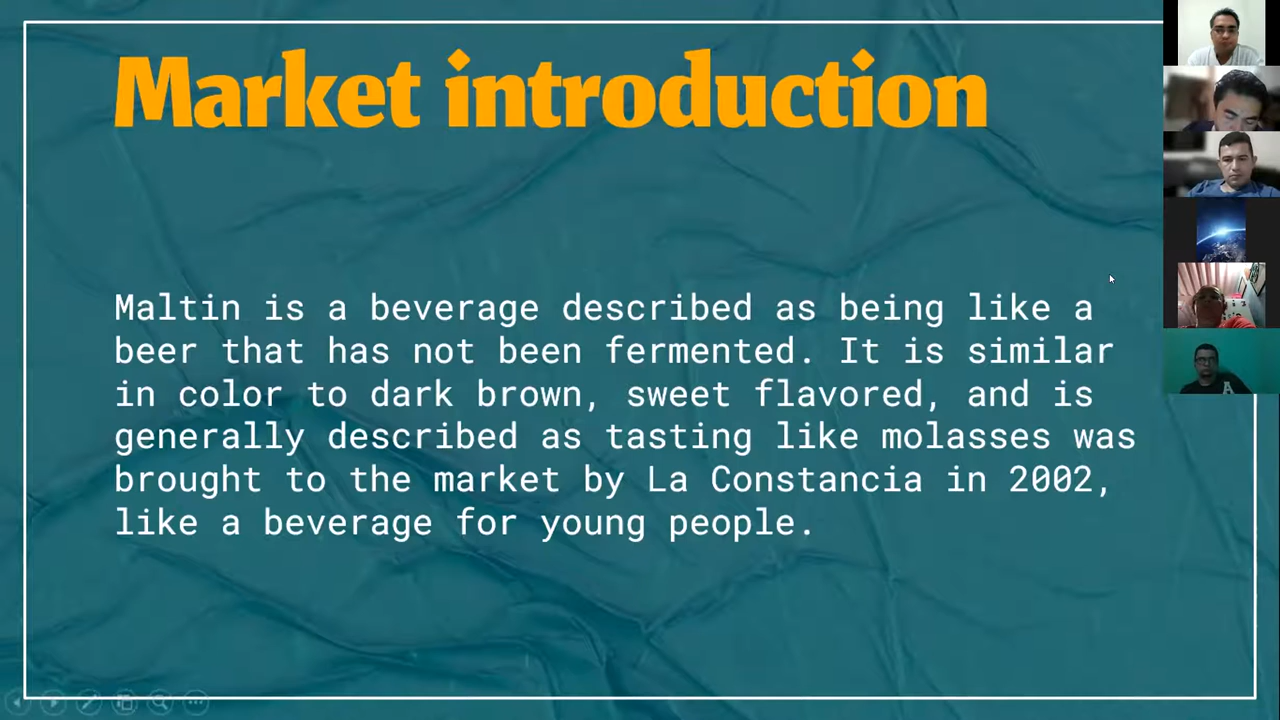 Market introduction
Maltin is a beverage described as being like a
beer that has not been fermented. It is similar
in color to dark brown, sweet flavored, and is
generally described as tasting like molasses was
brought to the market by La Constancia in 2002,
like a beverage for young people.